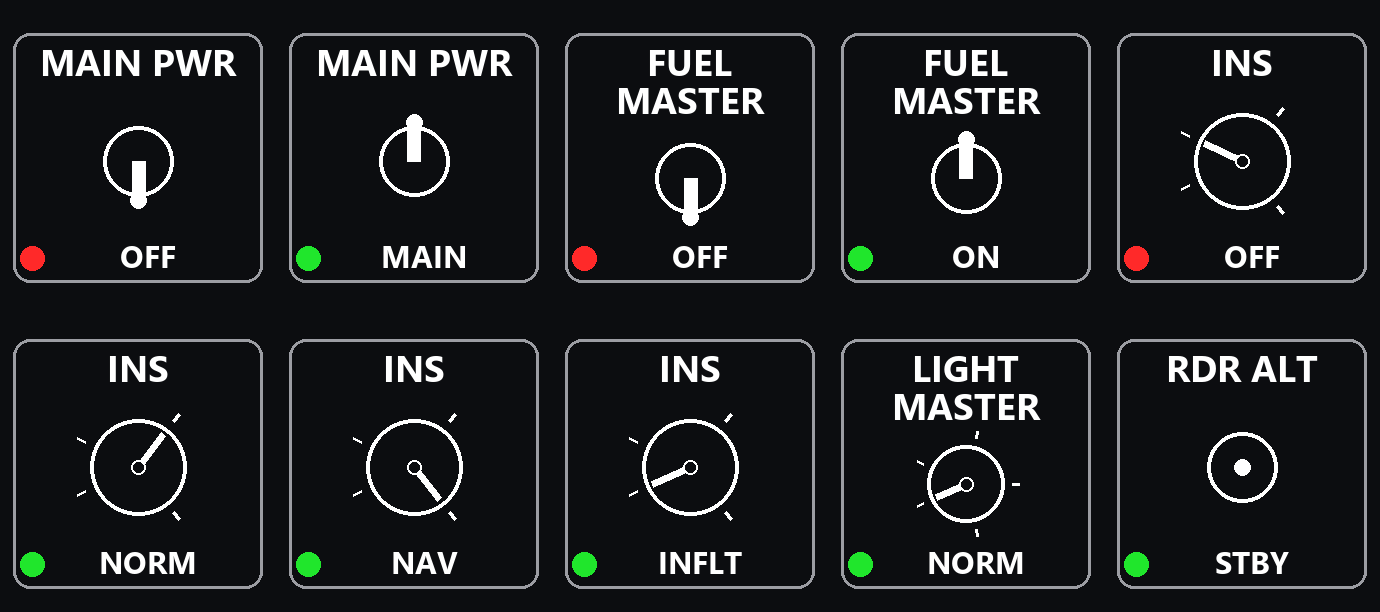 MAIN PWR
OFF
MAIN PWR
MAIN
FUEL
MASTER
OFF
FUEL
MASTER
ON
INS
OFF
INS
NORM
INS
NAV
INS
INFLT
LIGHT
MASTER
NORM
RDR ALT
STBY